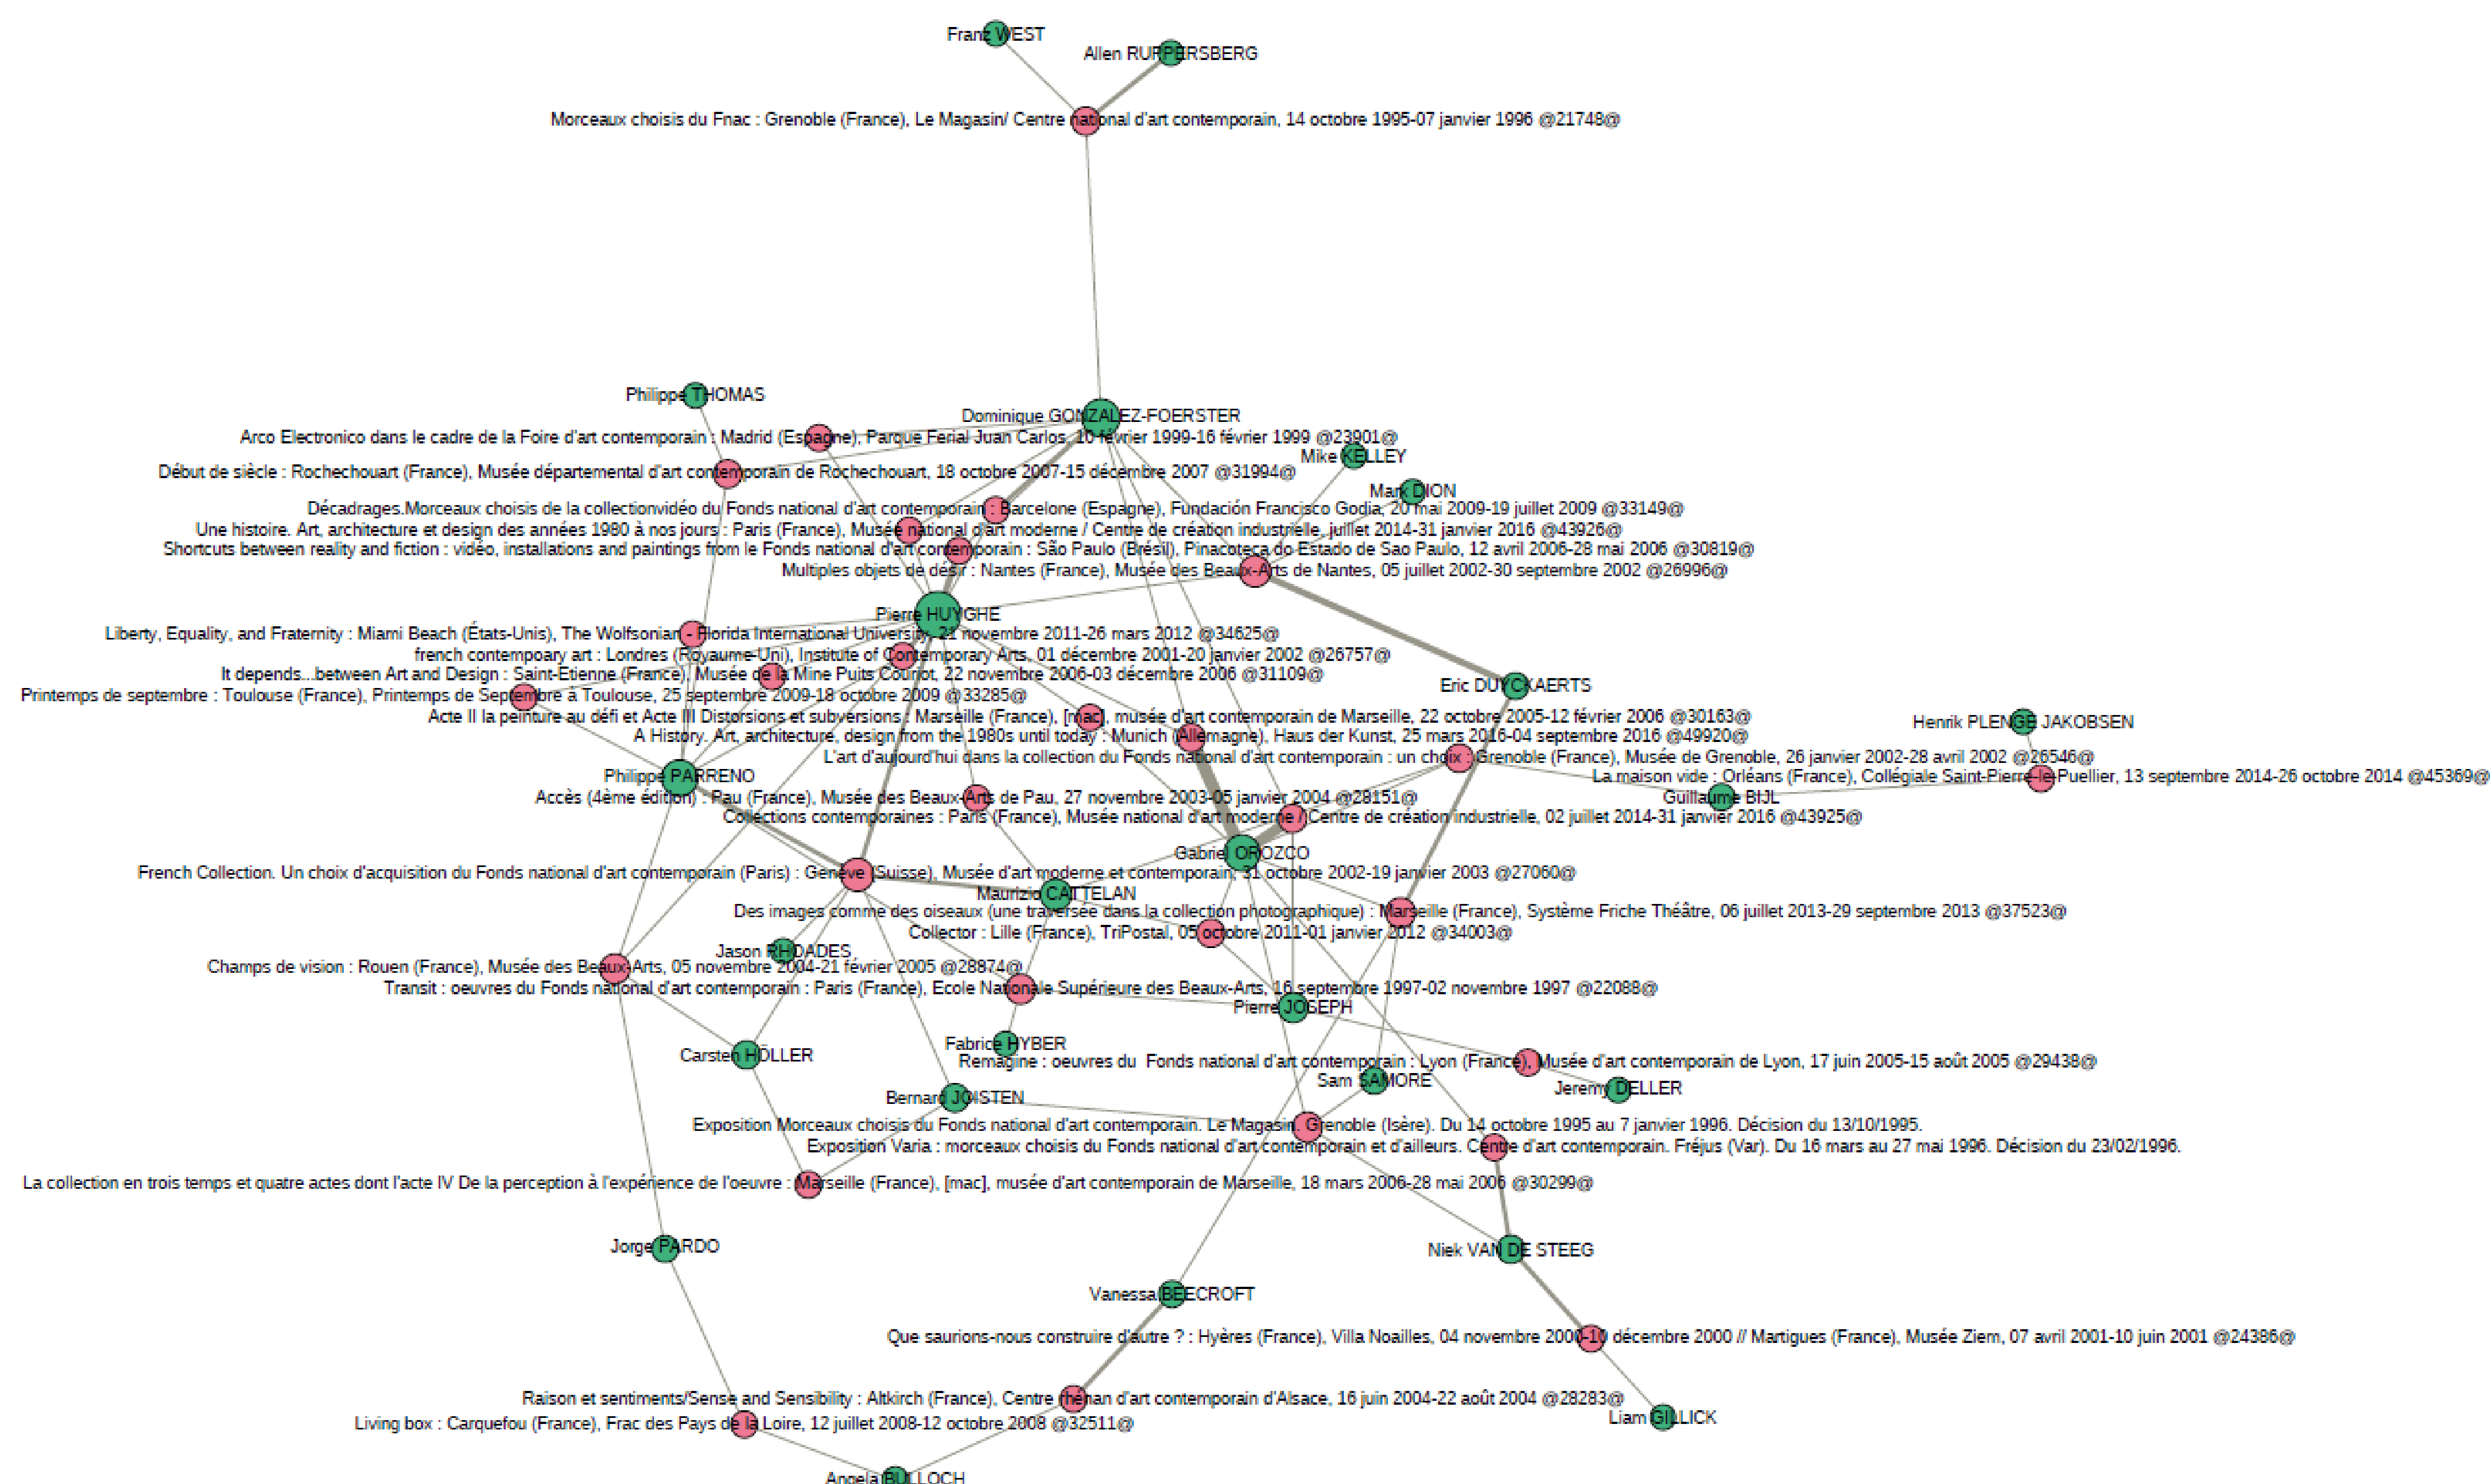 Franz WEST
Allen RUPPERSBERG
Morceaux choisis du Fnac : Grenoble (France), Le Magasin/ Centre national d'art contemporain, 14 octobre 1995-07 janvier 1996 @21748@
Philippe THOMAS
Dominique GONZALEZ-FOERSTER
Arco Electronico dans le cadre de la Foire d'art contemporain : Madrid (Espagne), Parque Ferial Juan Carlos, 10 février 1999-16 février 1999 @23901@
Mike KELLEY
Début de siècle : Rochechouart (France), Musée départemental d'art contemporain de Rochechouart, 18 octobre 2007-15 décembre 2007 @31994@
Mark DION
Décadrages.Morceaux choisis de la collectionvidéo du Fonds national d'art contemporain : Barcelone (Espagne), Fundación Francisco Godia, 20 mai 2009-19 juillet 2009 @33149@
Une histoire. Art, architecture et design des années 1980 à nos jours : Paris (France), Musée national d'art moderne / Centre de création industrielle, juillet 2014-31 janvier 2016 @43926@
Shortcuts between reality and fiction : vidéo, installations and paintings from le Fonds national d'art contemporain : São Paulo (Brésil), Pinacoteca do Estado de Sao Paulo, 12 avril 2006-28 mai 2006 @30819@
Multiples objets de désir : Nantes (France), Musée des Beaux-Arts de Nantes, 05 juillet 2002-30 septembre 2002 @26996@
Pierre HUYGHE
Liberty, Equality, and Fraternity : Miami Beach (États-Unis), The Wolfsonian - Florida International University, 21 novembre 2011-26 mars 2012 @34625@
french contempoary art : Londres (Royaume-Uni), Institute of Contemporary Arts, 01 décembre 2001-20 janvier 2002 @26757@
It depends...between Art and Design : Saint-Etienne (France), Musée de la Mine Puits Couriot, 22 novembre 2006-03 décembre 2006 @31109@
Eric DUYCKAERTS
Printemps de septembre : Toulouse (France), Printemps de Septembre à Toulouse, 25 septembre 2009-18 octobre 2009 @33285@
Acte II la peinture au défi et Acte III Distorsions et subversions : Marseille (France), [mac], musée d'art contemporain de Marseille, 22 octobre 2005-12 février 2006 @30163@
Henrik PLENGE JAKOBSEN
A History. Art, architecture, design from the 1980s until today : Munich (Allemagne), Haus der Kunst, 25 mars 2016-04 septembre 2016 @49920@
L'art d'aujourd'hui dans la collection du Fonds national d'art contemporain : un choix : Grenoble (France), Musée de Grenoble, 26 janvier 2002-28 avril 2002 @26546@
Philippe PARRENO
La maison vide : Orléans (France), Collégiale Saint-Pierre-le-Puellier, 13 septembre 2014-26 octobre 2014 @45369@
Accès (4ème édition) : Pau (France), Musée des Beaux-Arts de Pau, 27 novembre 2003-05 janvier 2004 @28151@
Guillaume BIJL
Collections contemporaines : Paris (France), Musée national d'art moderne / Centre de création industrielle, 02 juillet 2014-31 janvier 2016 @43925@
Gabriel OROZCO
French Collection. Un choix d'acquisition du Fonds national d'art contemporain (Paris) : Genève (Suisse), Musée d'art moderne et contemporain, 31 octobre 2002-19 janvier 2003 @27060@
Maurizio CATTELAN
Des images comme des oiseaux (une traversée dans la collection photographique) : Marseille (France), Système Friche Théâtre, 06 juillet 2013-29 septembre 2013 @37523@
Collector : Lille (France), TriPostal, 05 octobre 2011-01 janvier 2012 @34003@
Jason RHOADES
Champs de vision : Rouen (France), Musée des Beaux-Arts, 05 novembre 2004-21 février 2005 @28874@
Transit : oeuvres du Fonds national d'art contemporain : Paris (France), Ecole Nationale Supérieure des Beaux-Arts, 16 septembre 1997-02 novembre 1997 @22088@
Pierre JOSEPH
Fabrice HYBER
Carsten HÖLLER
Remagine : oeuvres du  Fonds national d'art contemporain : Lyon (France), Musée d'art contemporain de Lyon, 17 juin 2005-15 août 2005 @29438@
Sam SAMORE
Jeremy DELLER
Bernard JOISTEN
Exposition Morceaux choisis du Fonds national d'art contemporain. Le Magasin. Grenoble (Isère). Du 14 octobre 1995 au 7 janvier 1996. Décision du 13/10/1995.
Exposition Varia : morceaux choisis du Fonds national d'art contemporain et d'ailleurs. Centre d'art contemporain. Fréjus (Var). Du 16 mars au 27 mai 1996. Décision du 23/02/1996.
La collection en trois temps et quatre actes dont l'acte IV De la perception à l'expérience de l'oeuvre : Marseille (France), [mac], musée d'art contemporain de Marseille, 18 mars 2006-28 mai 2006 @30299@
Jorge PARDO
Niek VAN DE STEEG
Vanessa BEECROFT
Que saurions-nous construire d'autre ? : Hyères (France), Villa Noailles, 04 novembre 2000-10 décembre 2000 // Martigues (France), Musée Ziem, 07 avril 2001-10 juin 2001 @24386@
Raison et sentiments/Sense and Sensibility : Altkirch (France), Centre rhénan d'art contemporain d'Alsace, 16 juin 2004-22 août 2004 @28283@
Liam GILLICK
Living box : Carquefou (France), Frac des Pays de la Loire, 12 juillet 2008-12 octobre 2008 @32511@
Angela BULLOCH